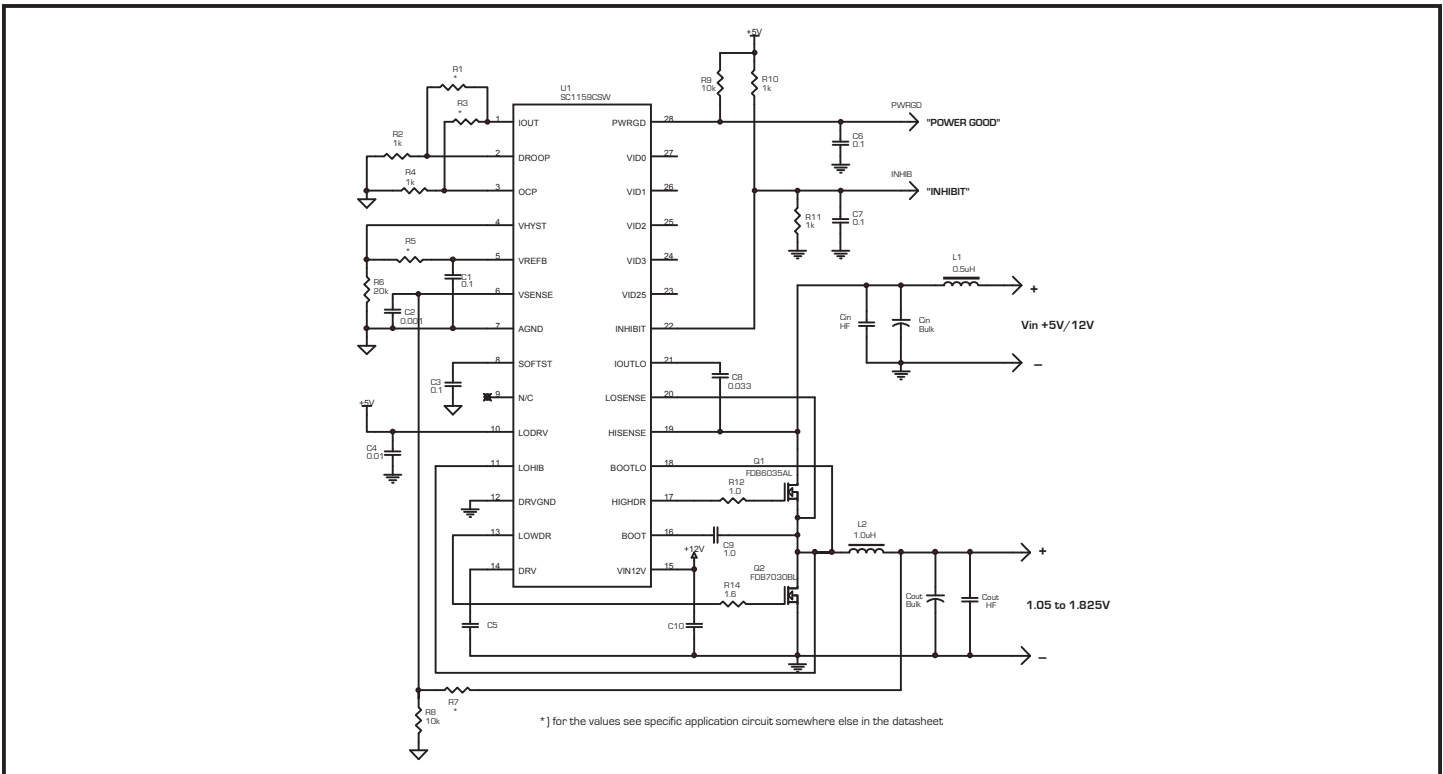 +5V
R1
*
R3
*
R2
1k
R4
1k
R5
*
R6
20k
C1
0.1
C2
0.001
C3
0.1
+5V
C4
0.01
U1
SC1159CSW
1 IOUT
2 DROOP
3 OCP
4 VHYST
5 VREFB
6 VSENSE
7 AGND
8 SOFTST
9 N/C
10 LODRV
11 LOHIB
12 DRVGND
13 LOWDR
14 DRV
PWRGD 28
VID0 27
VID1 26
VID2 25
VID3 24
VID25 23
INHIBIT 22
IOUTLO 21
LOSENSE 20
HISENSE 19
BOOTLO 18
HIGHDR 17
BOOT 16
VIN12V 15
R9
10k
R10
1k
PWRGD
"POWER GOOD"
C6
0.1
INHIB
"INHIBIT"
R11
1k
C7
0.1
L1
0.5uH
+
Cin
HF
Cin
Bulk
Vin +5V/12V
–
C8
0.033
Q1
FDB6035AL
R12
1.0
C9
1.0
+12V
L2
1.0uH
+
Q2
FDB7030BL
R14
1.6
Cout
Bulk
Cout
HF
1.05 to 1.825V
–
C5
C10
R7
*
R8
10k
*) for the values see specific application circuit somewhere else in the datasheet